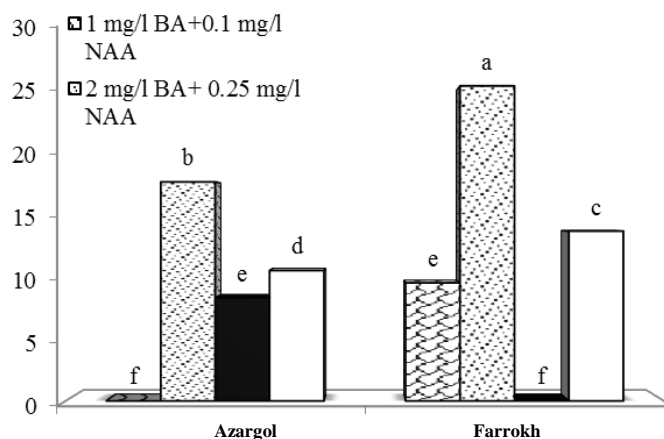 30
1 mg/l BA+0.1 mg/l
NAA
25
2 mg/l BA+ 0.25 mg/l
NAA
20
15
10
5
0
f
b
e
d
e
a
f
c
Azargol
Farrokh